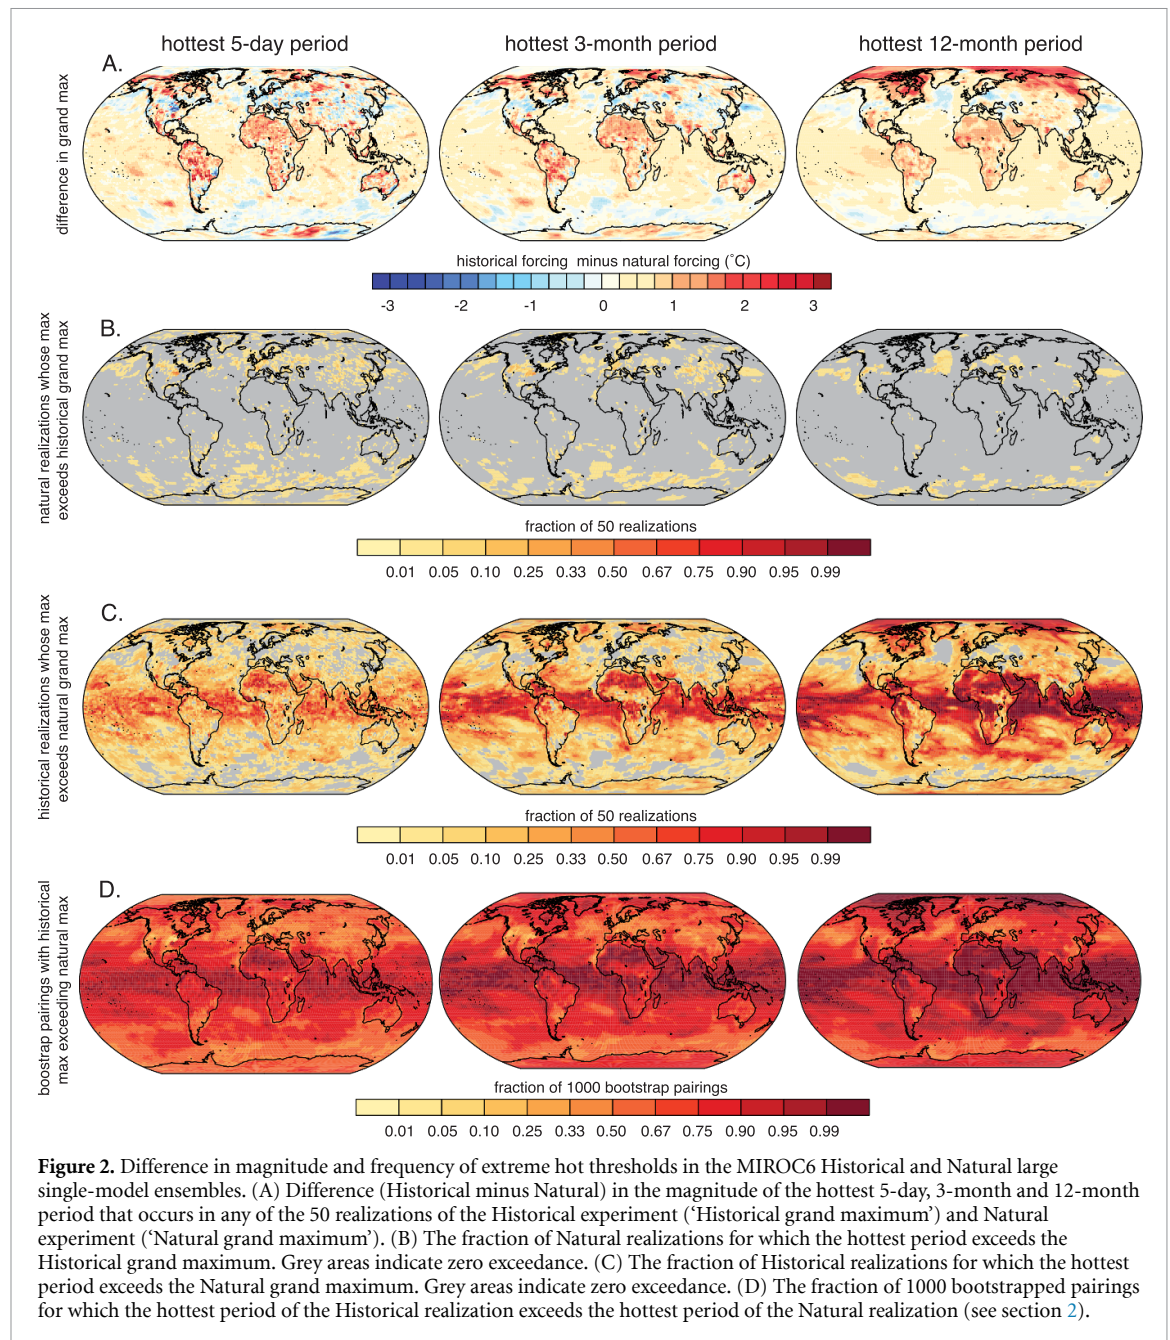 hottest 5-day period
hottest 3-month period
hottest 12-month period
A.
difference in grand max
historical forcing minus natural forcing (°C)
-3 -2 -1 0 1 2 3
B.
natural realizations whose max
exceeds historical grand max
fraction of 50 realizations
0.01 0.05 0.10 0.25 0.33 0.50 0.67 0.75 0.90 0.95 0.99
C.
historical realizations whose max
exceeds natural grand max
fraction of 50 realizations
0.01 0.05 0.10 0.25 0.33 0.50 0.67 0.75 0.90 0.95 0.99
D.
boostrap pairings with historical
max exceeding natural max
fraction of 1000 bootstrap pairings
0.01 0.05 0.10 0.25 0.33 0.50 0.67 0.75 0.90 0.95 0.99
Figure 2. Difference in magnitude and frequency of extreme hot thresholds in the MIROC6 Historical and Natural large
single-model ensembles. (A) Difference (Historical minus Natural) in the magnitude of the hottest 5-day, 3-month and 12-month
period that occurs in any of the 50 realizations of the Historical experiment (‘Historical grand maximum’) and Natural
experiment (‘Natural grand maximum’). (B) The fraction of Natural realizations for which the hottest period exceeds the
Historical grand maximum. Grey areas indicate zero exceedance. (C) The fraction of Historical realizations for which the hottest
period exceeds the Natural grand maximum. Grey areas indicate zero exceedance. (D) The fraction of 1000 bootstrapped pairings
for which the hottest period of the Historical realization exceeds the hottest period of the Natural realization (see section 2).